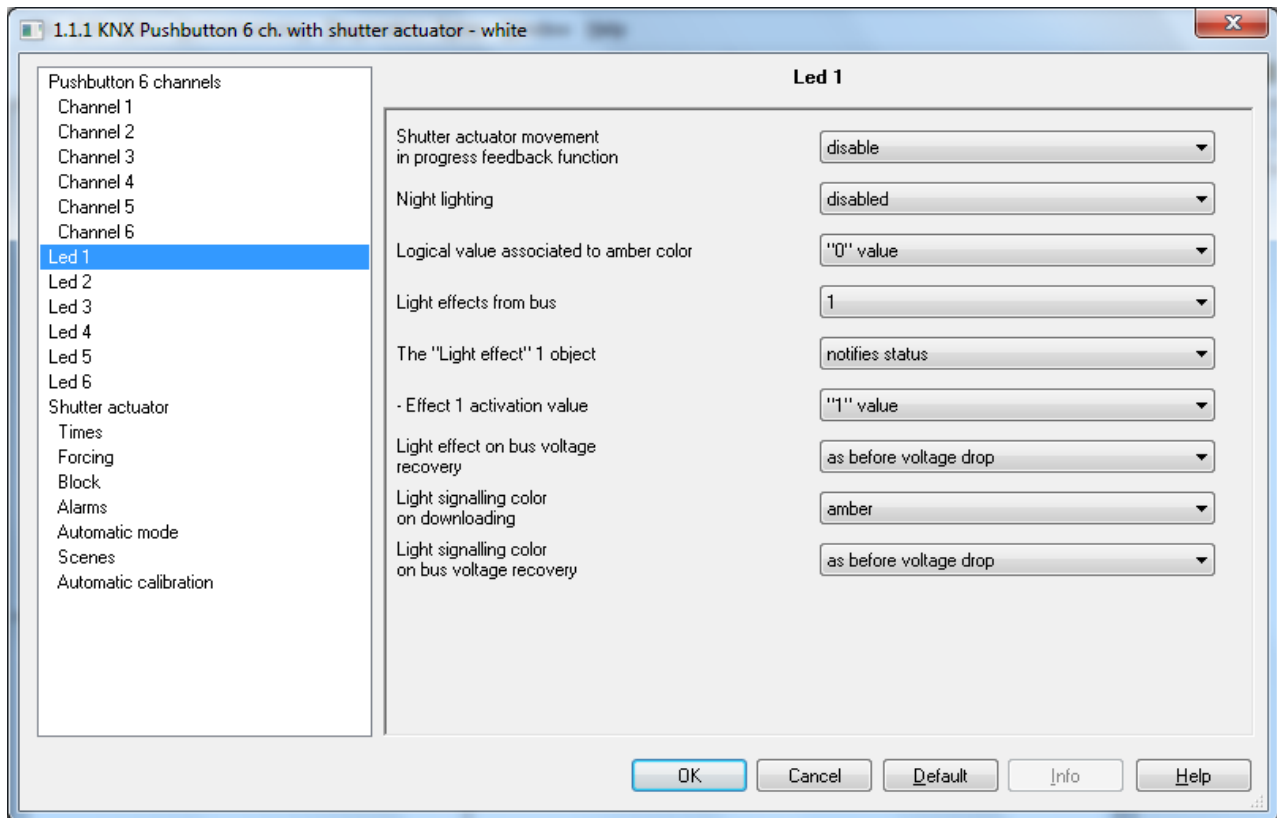 1.1.1 KNX Pushbutton 6 ch. with shutter actuator - white
Pushbutton 6 channels
Channel 1
Channel 2
Channel 3
Channel 4
Channel 5
Channel 6
Led 1
Led 2
Led 3
Led 4
Led 5
Led 6
Shutter actuator
Times
Forcing
Block
Alarms
Automatic mode
Scenes
Automatic calibration
Led 1
Shutter actuator movement
in progress feedback function
disable
Night lighting
disabled
Logical value associated to amber color
"0" value
Light effects from bus
1
The "Light effect" 1 object
notifies status
- Effect 1 activation value
"1" value
Light effect on bus voltage
recovery
as before voltage drop
Light signalling color
on downloading
amber
Light signalling color
on bus voltage recovery
as before voltage drop
OK
Cancel
Default
Info
Help